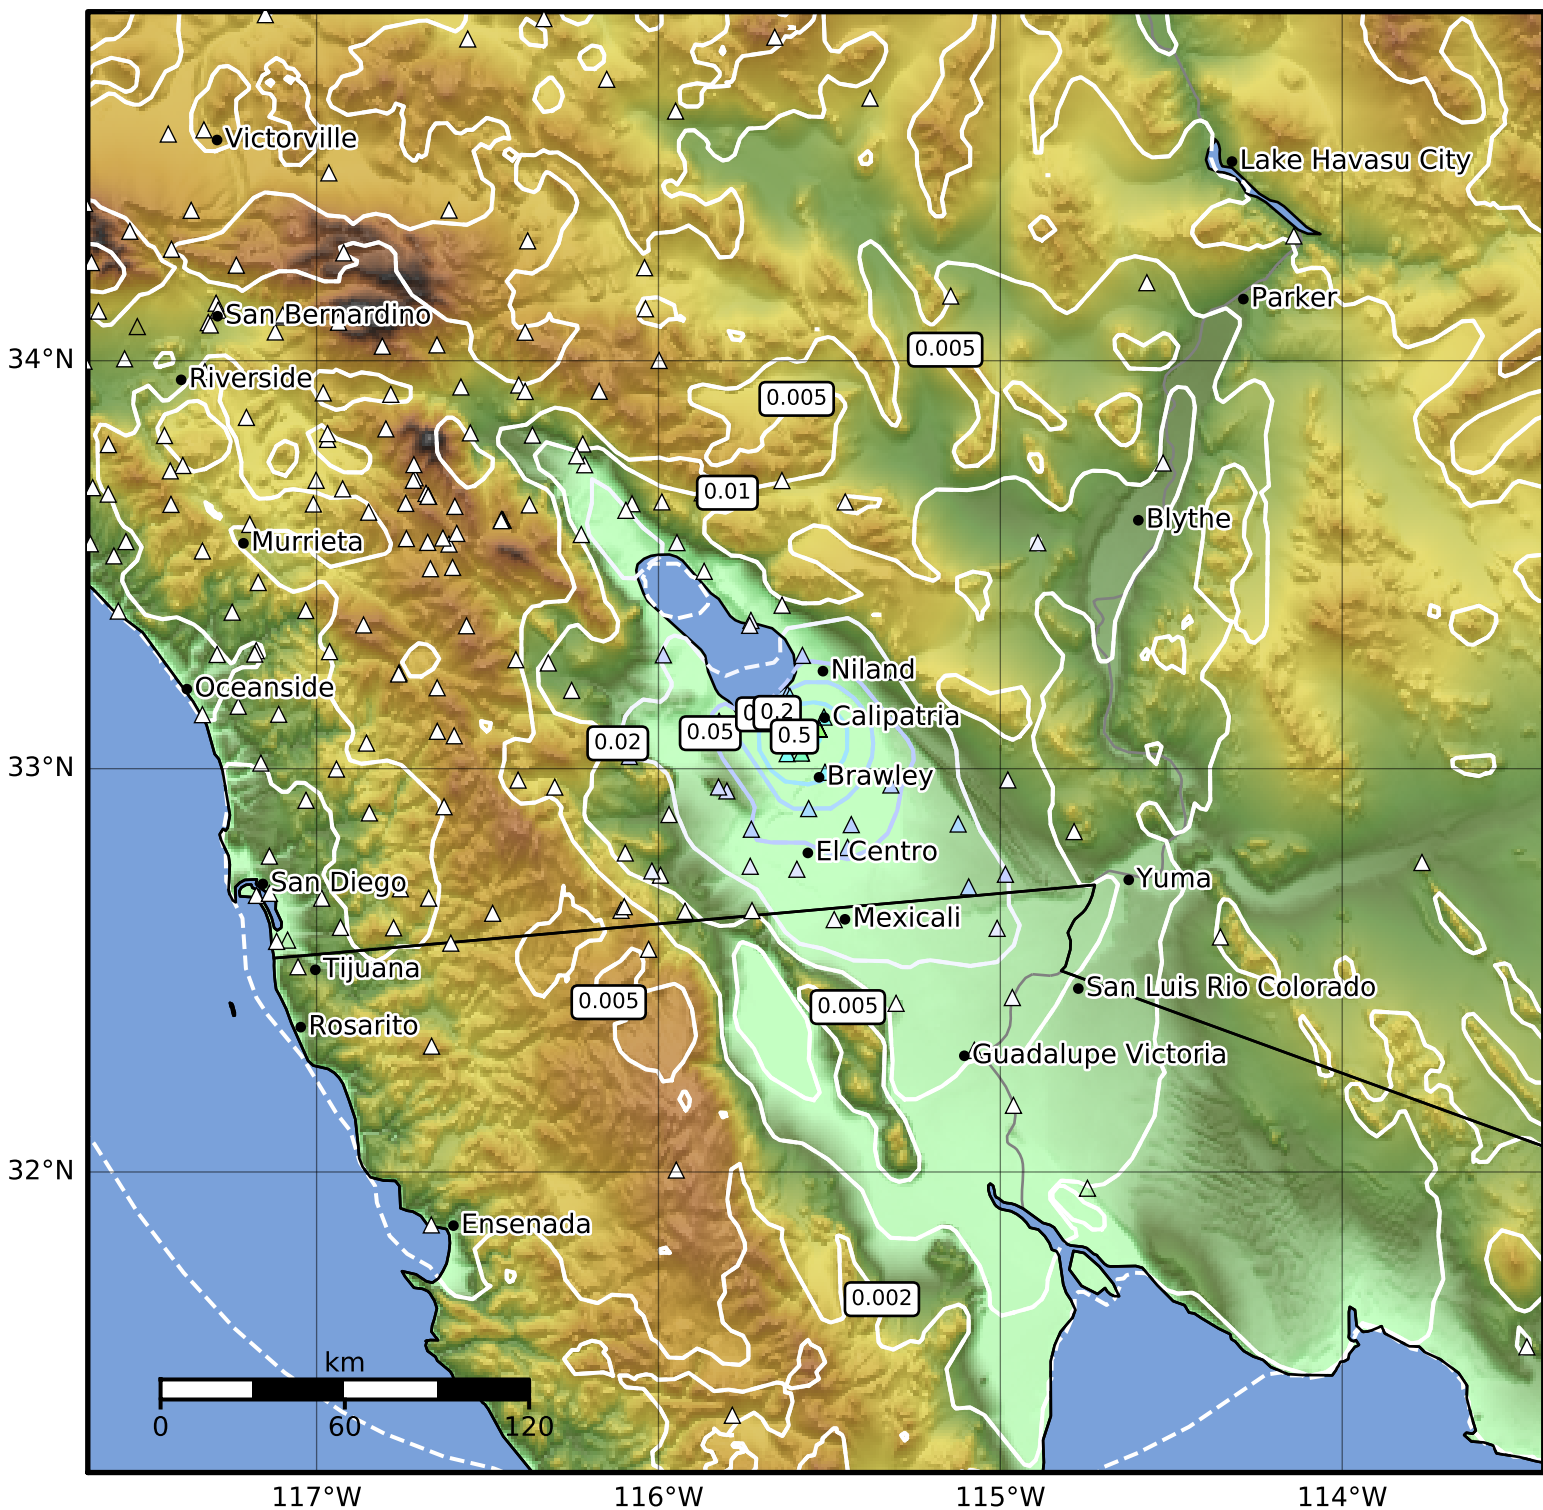 Victorville
Lake Havasu City
Parker
San Bernardino
0.005
34°N
Riverside
0.005
0.01
Blythe
Murrieta
Niland
Oceanside
0.2
Calipatria
0.05
0.5
0.02
33°N
Brawley
El Centro
San Diego
Yuma
Mexicali
Tijuana
San Luis Rio Colorado
0.005
0.005
Rosarito
Guadalupe Victoria
32°N
Ensenada
0.002
km
0 60 120
117°W 116°W 115°W 114°W